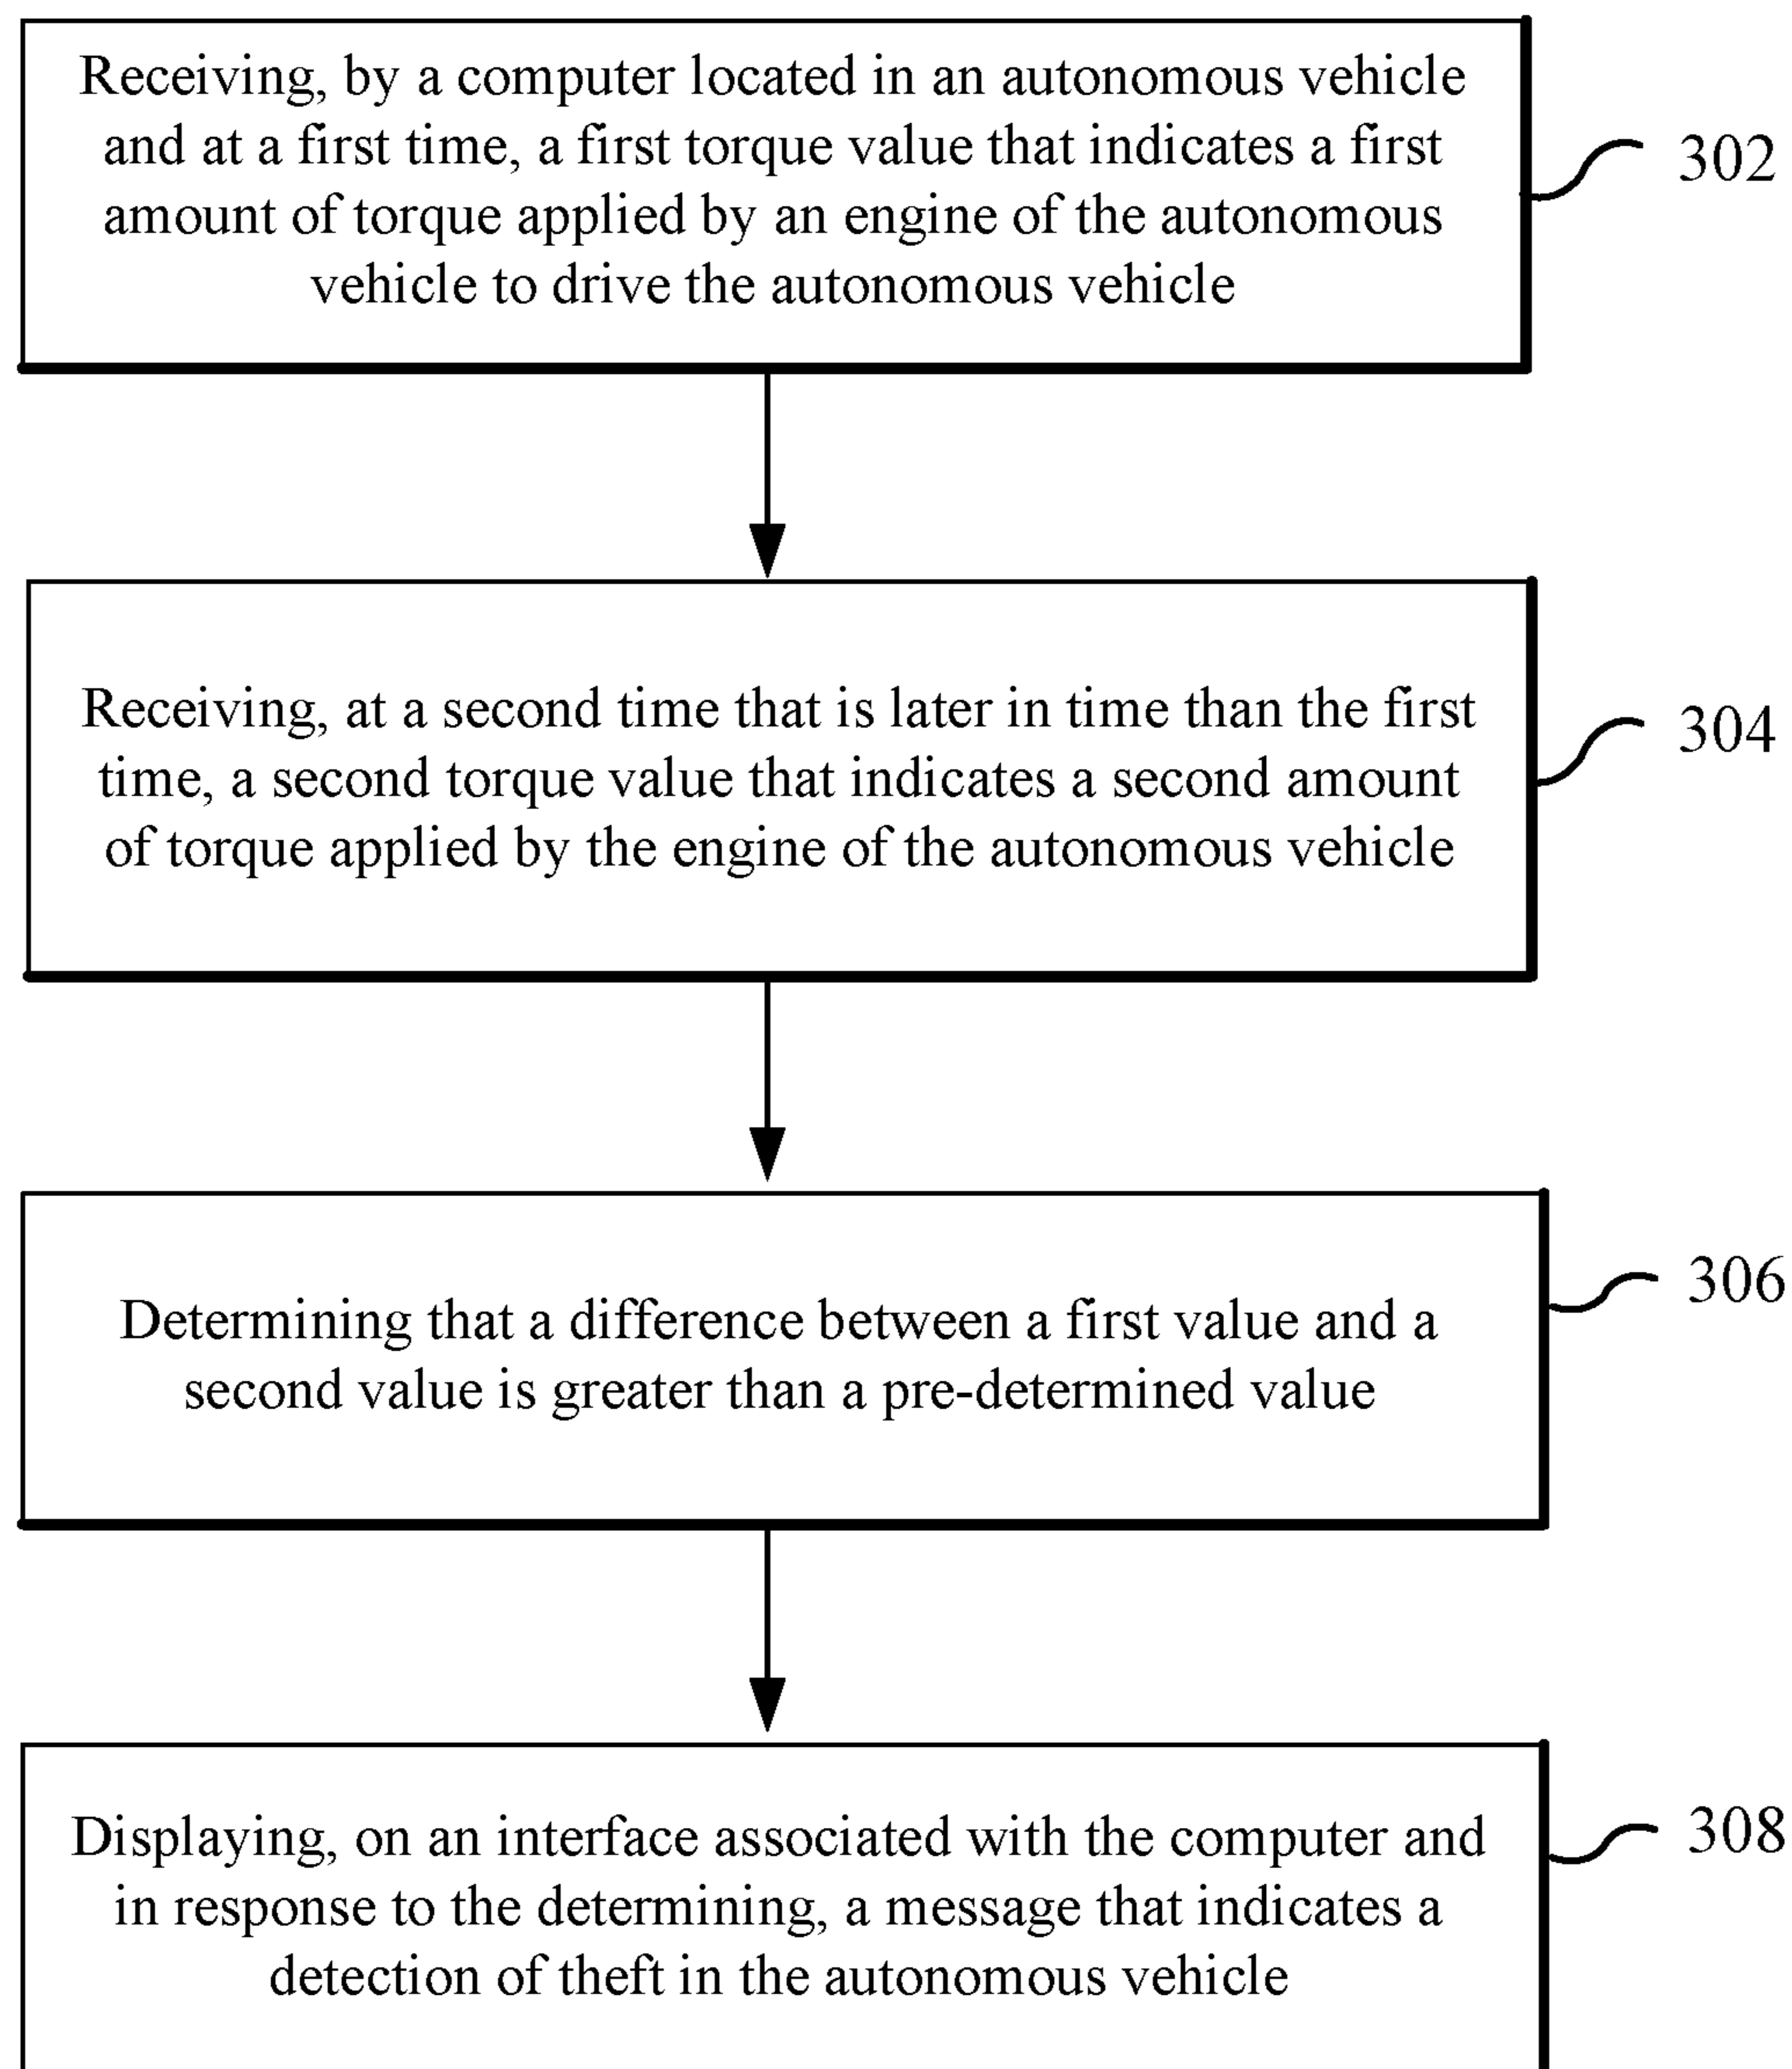 Receiving, by a computer located in an autonomous vehicle
and at a first time, a first torque value that indicates a first
amount of torque applied by an engine of the autonomous
vehicle to drive the autonomous vehicle
302
Receiving, at a second time that is later in time than the first
time, a second torque value that indicates a second amount
of torque applied by the engine of the autonomous vehicle
304
Determining that a difference between a first value and a
second value is greater than a pre-determined value
306
Displaying, on an interface associated with the computer and
in response to the determining, a message that indicates a
detection of theft in the autonomous vehicle
308